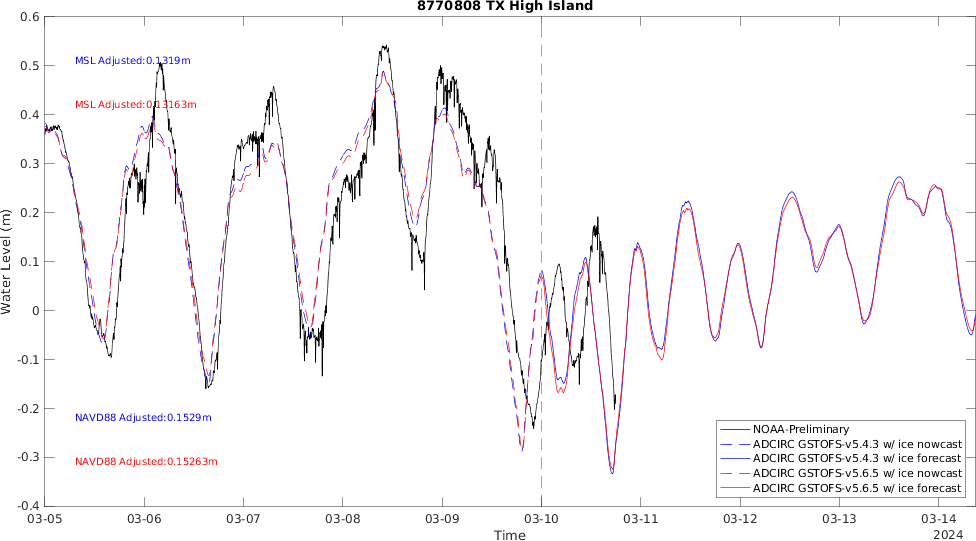 8770808 TX High Island
0.6
0.5
0.4
0.3
0.2
0.1
0
-0.1
-0.2
-0.3
-0.4
Water Level (m)
MSL Adjusted:0.1319m
MSL Adjusted:0.13163m
NAVD88 Adjusted:0.1529m
NAVD88 Adjusted:0.15263m
NOAA-Preliminary
ADCIRC GSTOFS-v5.4.3 w/ ice nowcast
ADCIRC GSTOFS-v5.4.3 w/ ice forecast
ADCIRC GSTOFS-v5.6.5 w/ ice nowcast
ADCIRC GSTOFS-v5.6.5 w/ ice forecast
03-05 03-06 03-07 03-08 03-09 03-10 03-11 03-12 03-13 03-14
Time
2024